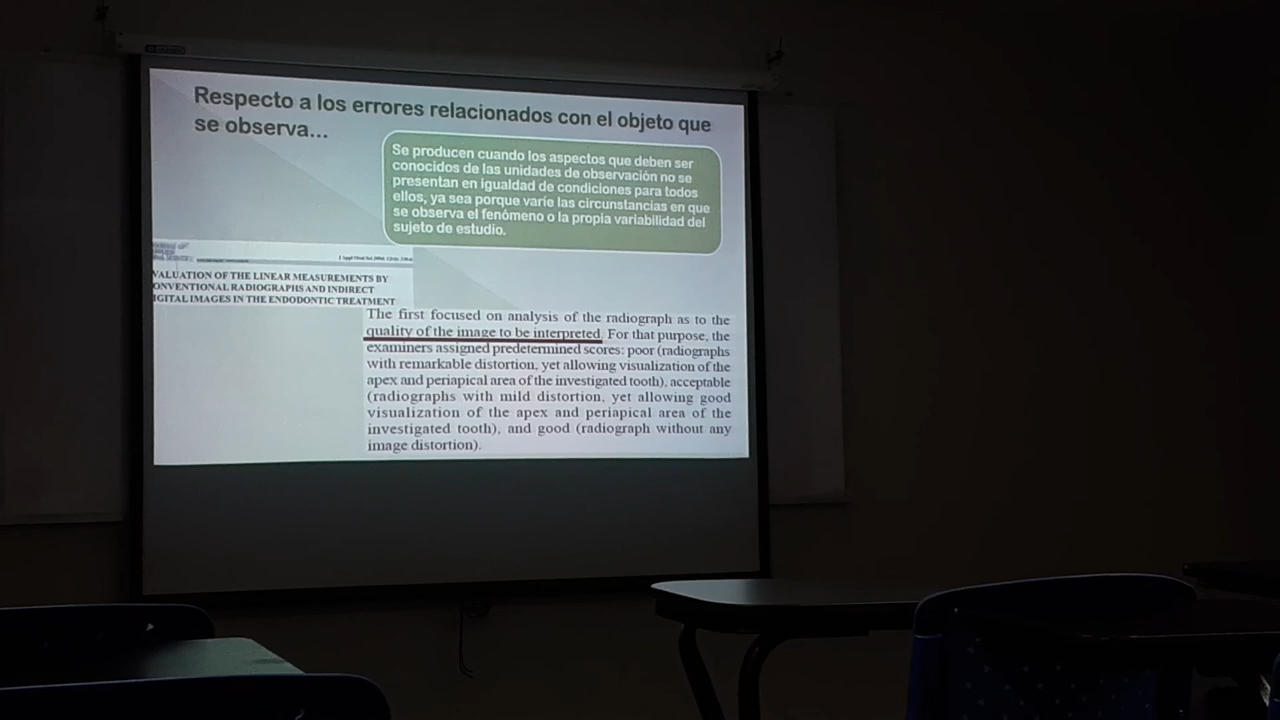 Respecto a los errores relacionados con el objeto que
se observa...
Se producen cuando los aspectos que deben ser
conocidos de las unidades de observación no se
presentan en igualdad de condiciones para todos
ellos, ya sea porque varíe las circunstancias en que
se observa el fenómeno o la propia variabilidad del
sujeto de estudio.
VALUATION OF THE LINEAR MEASUREMENTS BY
ONVENTIONAL RADIOGRAPHS AND INDIRECT
IGITAL IMAGES IN THE ENDODONTIC TREATMENT
The first focused on analysis of the radiograph as to the
quality of the image to be interpreted. For that purpose, the
examiners assigned predetermined scores: poor (radiographs
with remarkable distortion, yet allowing visualization of the
apex and periapical area of the investigated tooth), acceptable
(radiographs with mild distortion, yet allowing good
visualization of the apex and periapical area of the
investigated tooth), and good (radiograph without any
image distortion).